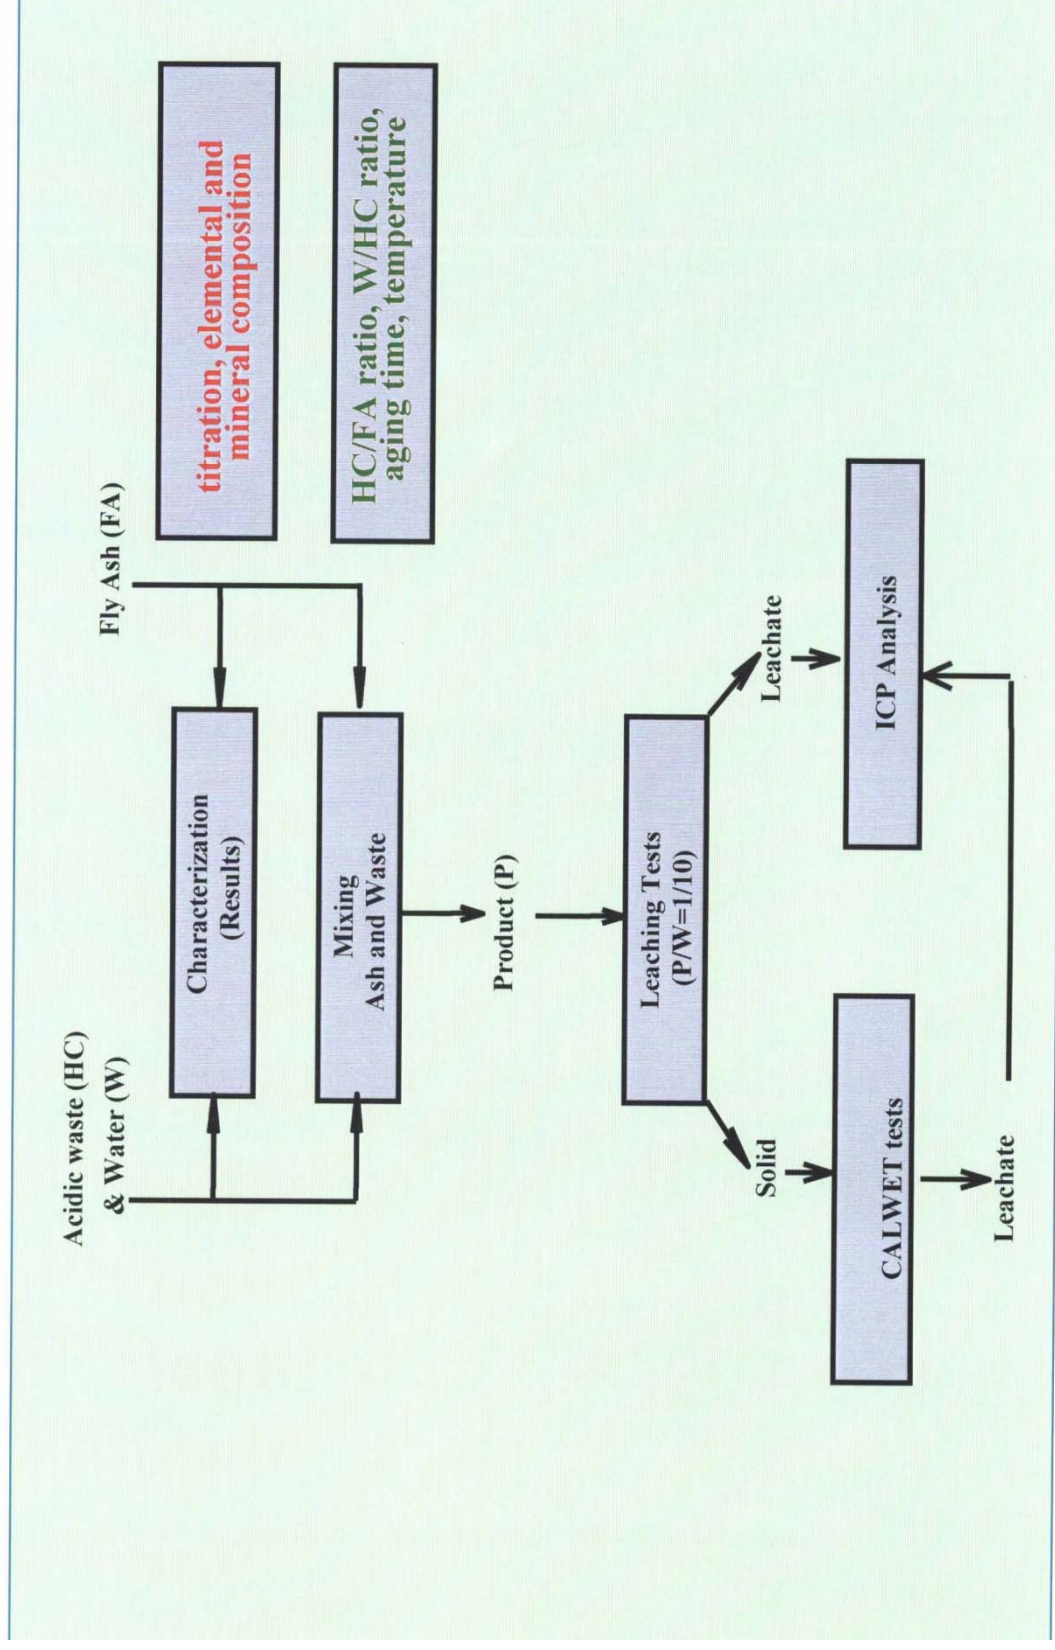 Acidic waste (HC)
& Water (W)
Fly Ash (FA)
Characterization
(Results)
titration, elemental and
mineral composition
Mixing
Ash and Waste
HC/FA ratio, W/HC ratio,
aging time, temperature
Product (P)
Leaching Tests
(P/W=1/10)
Solid
Leachate
CALWET tests
ICP Analysis
Leachate